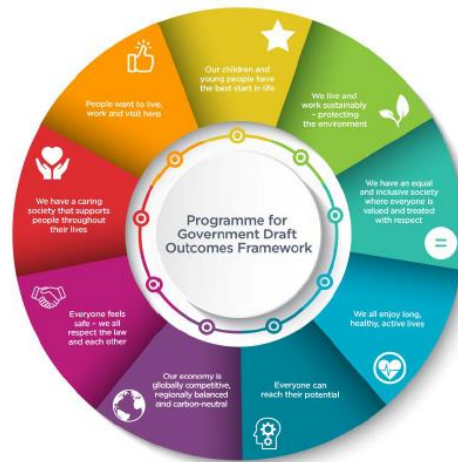 Programme for
Government Draft
Outcomes Framework
Our children and
young people have
the best start in life
We live and
work sustainably
– protecting
the environment
We have an equal
and inclusive society
where everyone is
valued and treated
with respect
=
We all enjoy long,
healthy, active lives
Everyone can
reach their potential
Our economy is
globally competitive,
regionally balanced
and carbon-neutral
Everyone feels
safe – we all
respect the law
and each other
We have a caring
society that supports
people throughout
their lives
People want to live,
work and visit here